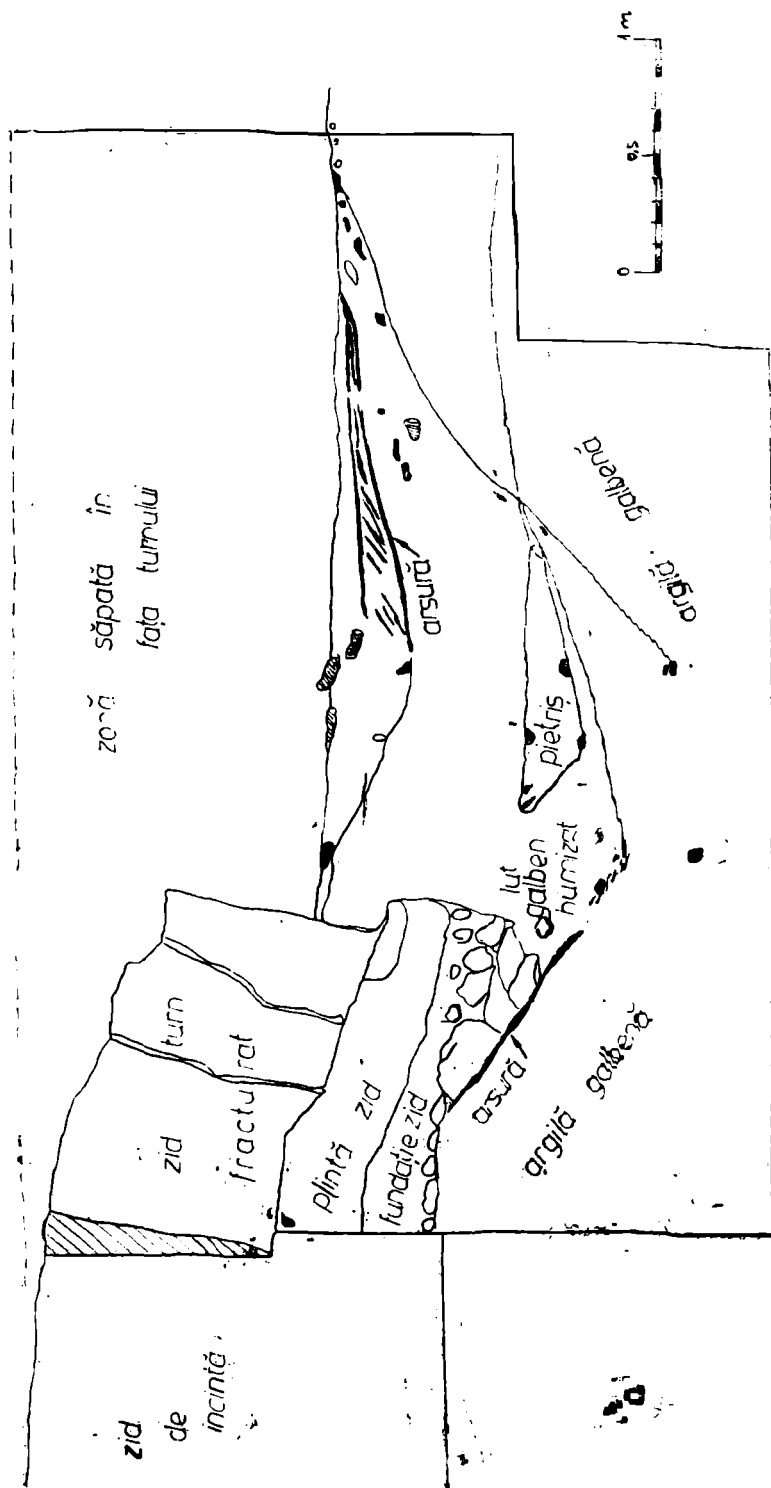 zid
de
incintă
zid
turn
fracturat
plintă zid
fundație zid
arsură
argilă galbenă
zonă săpată în
fața turnului
arsură
lut
galben
humizat
pietriș
argilă galbenă
0
0,5
1m